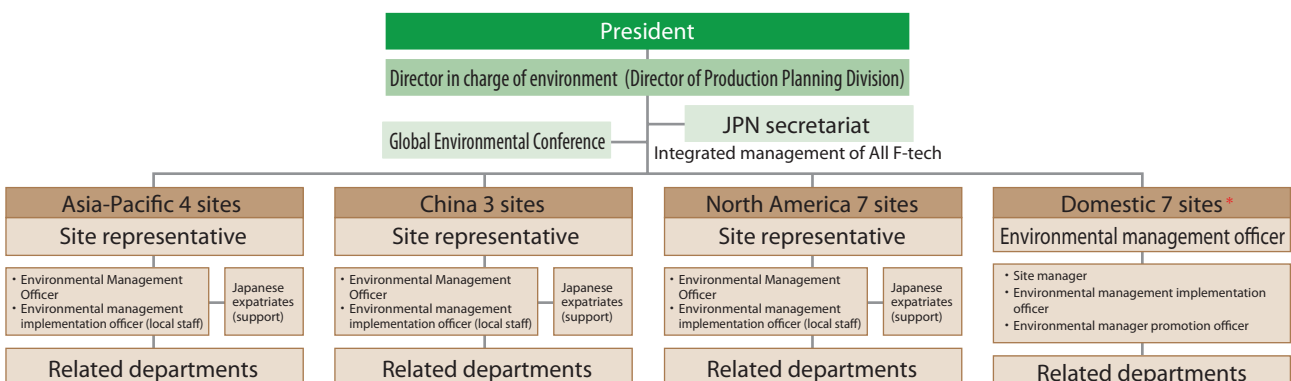 President
Director in charge of environment (Director of Production Planning Division)
JPN secretariat
Global Environmental Conference
Integrated management of All F-tech
Asia-Pacific 4 sites
Site representative
・Environmental Management
Officer
・Environmental management
implementation officer (local staff)
Japanese
expatriates
(support)
Related departments
China 3 sites
Site representative
・Environmental Management
Officer
・Environmental management
implementation officer (local staff)
Japanese
expatriates
(support)
Related departments
North America 7 sites
Site representative
・Environmental Management
Officer
・Environmental management
implementation officer (local staff)
Japanese
expatriates
(support)
Related departments
Domestic 7 sites*
Environmental management officer
・Site manager
・Environmental management implementation
officer
・Environmental manager promotion officer
Related departments